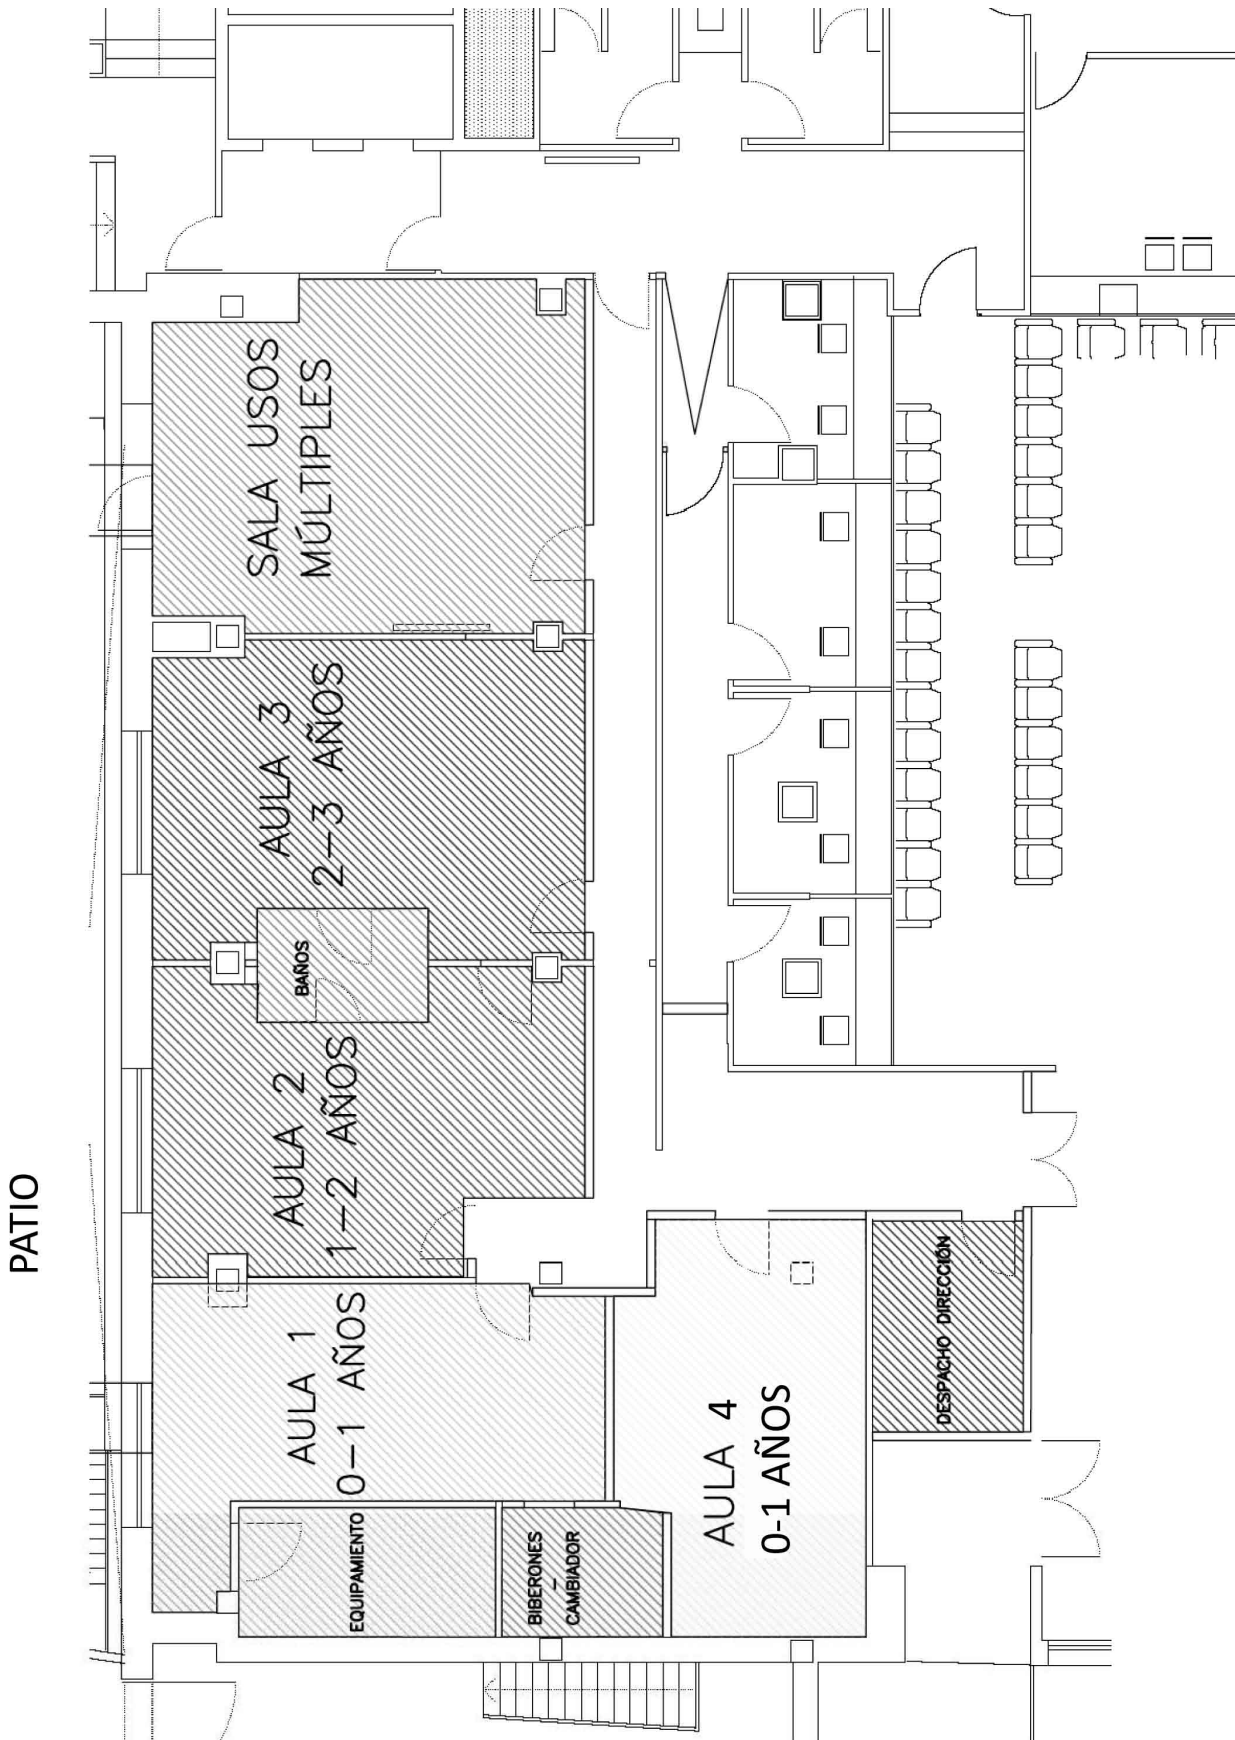 PATIO
SALA USOS
MÚLTIPLES
AULA 3
2-3 AÑOS
BAÑOS
AULA 2
1-2 AÑOS
AULA 1
0-1 AÑOS
EQUIPAMIENTO
BIBERONES
-
CAMBIADOR
AULA 4
0-1 AÑOS
DESPACHO DIRECCIÓN